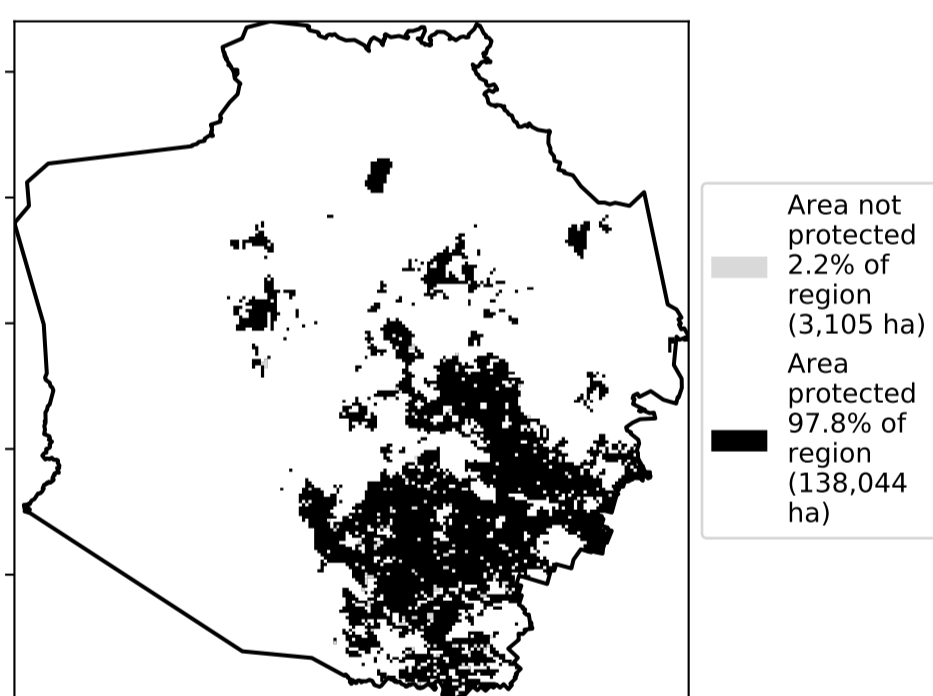 Area not
protected
2.2% of
region
(3,105 ha)
Area
protected
97.8% of
region
(138,044
ha)